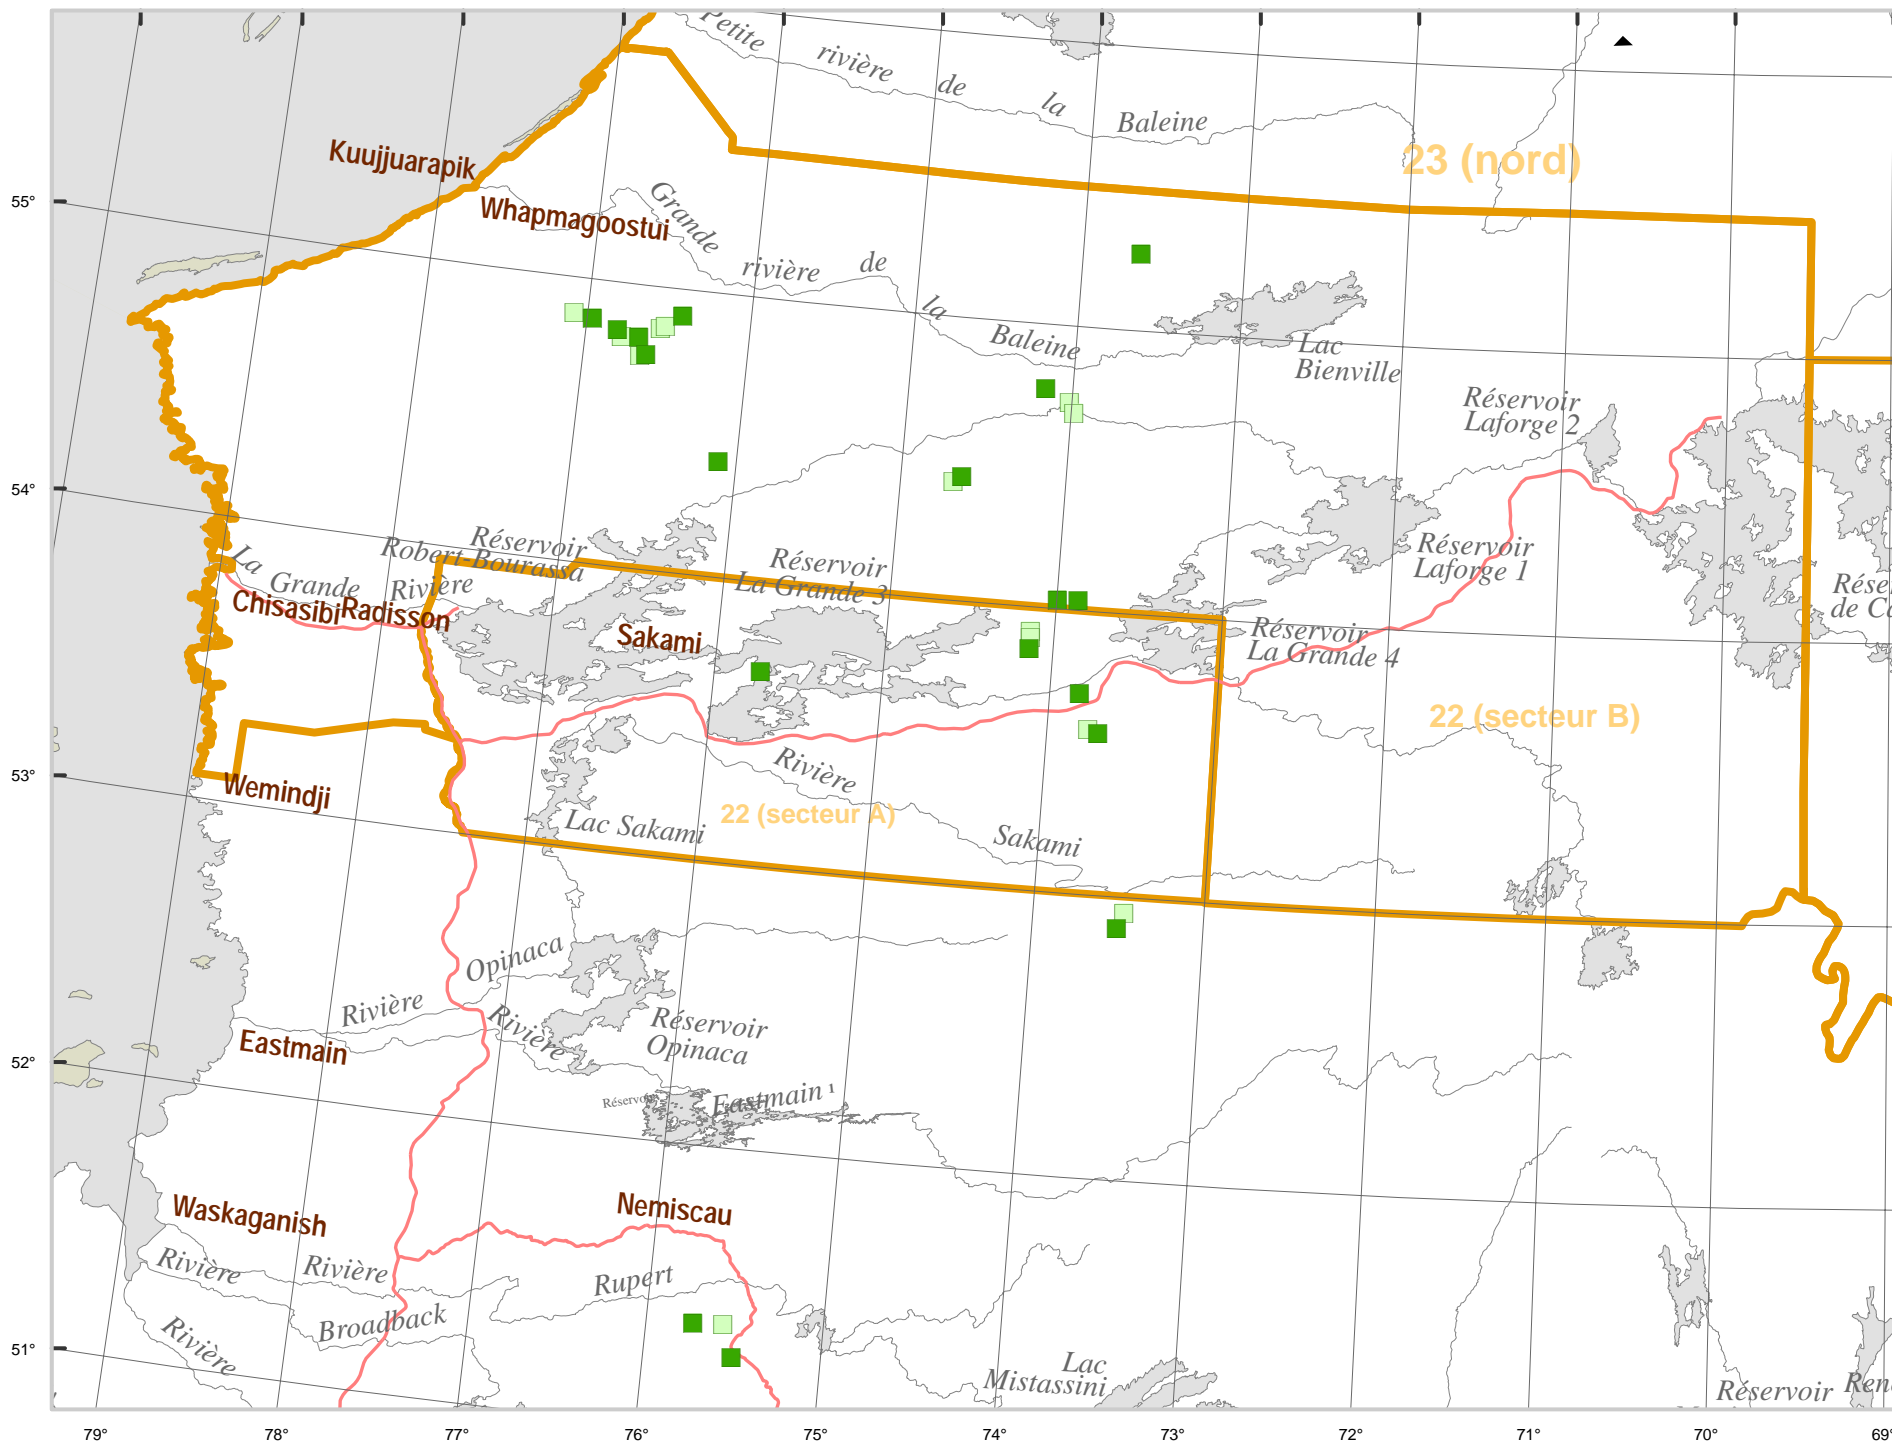 Petite
rivière
de
la
Baleine
23 (nord)
Kuujjuarapik
Whapmagoostui
55°
Grande
rivière
de
la
Baleine
Lac
Bienville
Réservoir
Laforge 2
54°
Réservoir
Robert-Bourassa
Réservoir
La Grande 3
Réservoir
Laforge 1
La
Grande
Rivière
Chisasibi
Radisson
Sakami
Réservoir
La Grande 4
22 (secteur B)
53°
Wemindji
Rivière
Sakami
22 (secteur A)
Lac Sakami
Opinaca
Rivière
Rivière
Réservoir
Opinaca
Eastmain
52°
Réservoir
Eastmain 1
Waskaganish
Nemiscau
Rivière
Rivière
Rupert
Broadback
Rivière
51°
Lac
Mistassini
Réservoir
79°
78°
77°
76°
75°
74°
73°
72°
71°
70°
69°